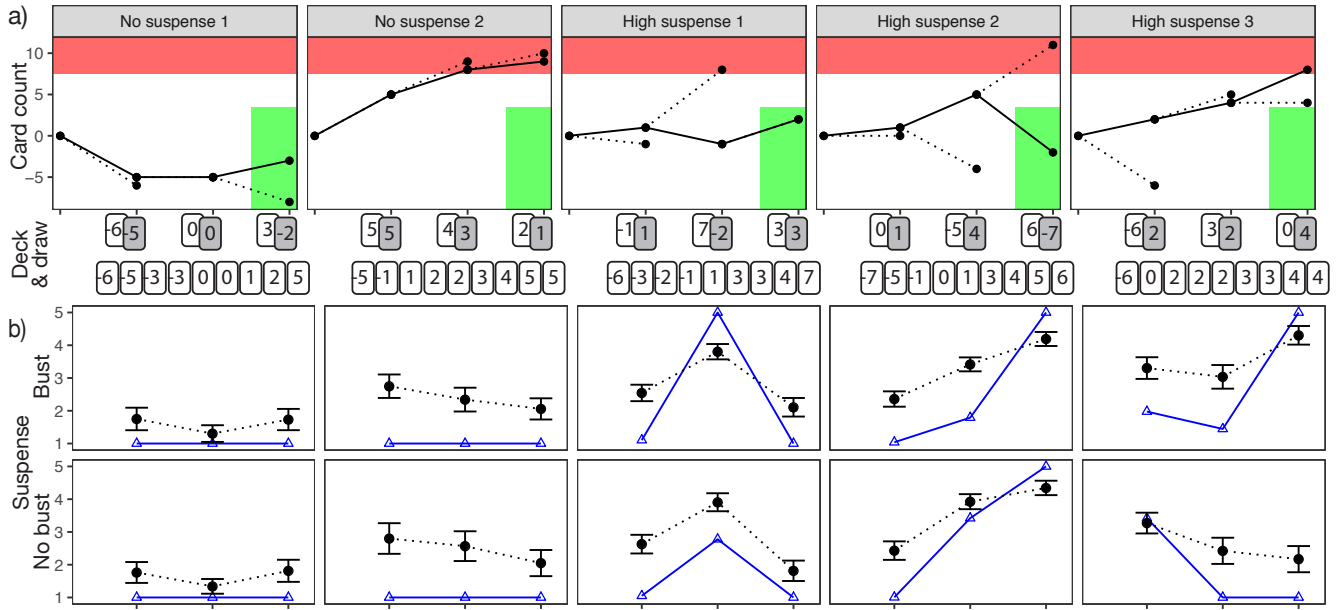 a)
No suspense 1 No suspense 2 High suspense 1 High suspense 2 High suspense 3
Card count
10
5
0
−5
Deck & draw
-6 -5 0 0 3 -2 5 5 4 3 2 1 -1 1 7 -2 3 3 0 1 -5 4 6 -7 -6 2 3 2 0 4
-6 -5 -3 -3 0 0 1 2 5 -5 -1 1 2 2 3 4 5 5 -6 -3 -2 -1 1 3 3 4 7 -7 -5 -1 0 1 3 4 5 6 -6 0 2 2 2 3 3 4 4
b)
Suspense
Bust
5
4
3
2
1
No bust
5
4
3
2
1